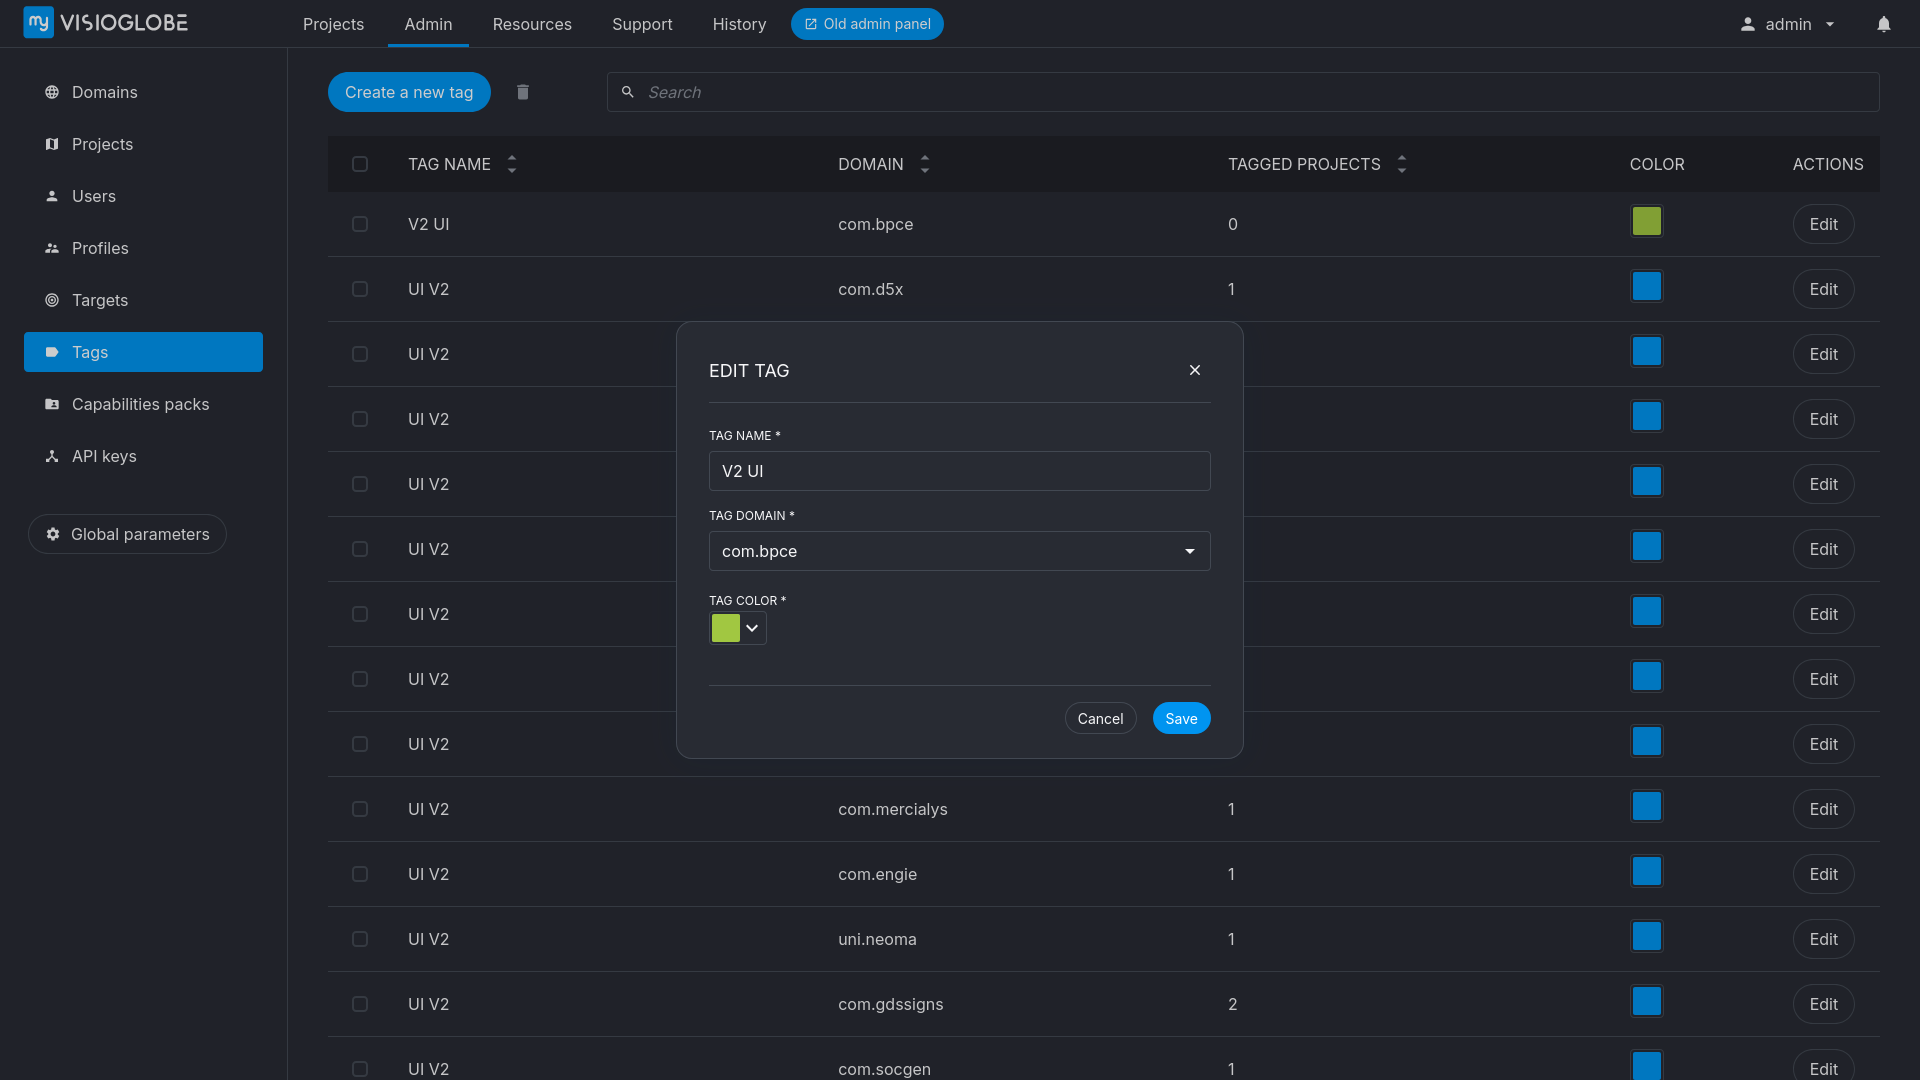 my VISIOGLOBE
Projects Admin Resources Support History Old admin panel admin
Domains
Projects
Users
Profiles
Targets
Tags
Capabilities packs
API keys
Global parameters
Create a new tag Search
TAG NAME DOMAIN TAGGED PROJECTS COLOR ACTIONS
V2 UI com.bpce 0 Edit
UI V2 com.d5x 1 Edit
UI V2 Edit
UI V2 Edit
UI V2 Edit
UI V2 Edit
UI V2 Edit
UI V2 Edit
UI V2 Edit
UI V2 com.mercialys 1 Edit
UI V2 com.engie 1 Edit
UI V2 uni.neoma 1 Edit
UI V2 com.gdssigns 2 Edit
UI V2 com.socgen 1 Edit
EDIT TAG
TAG NAME *
V2 UI
TAG DOMAIN *
com.bpce
TAG COLOR *
Cancel Save